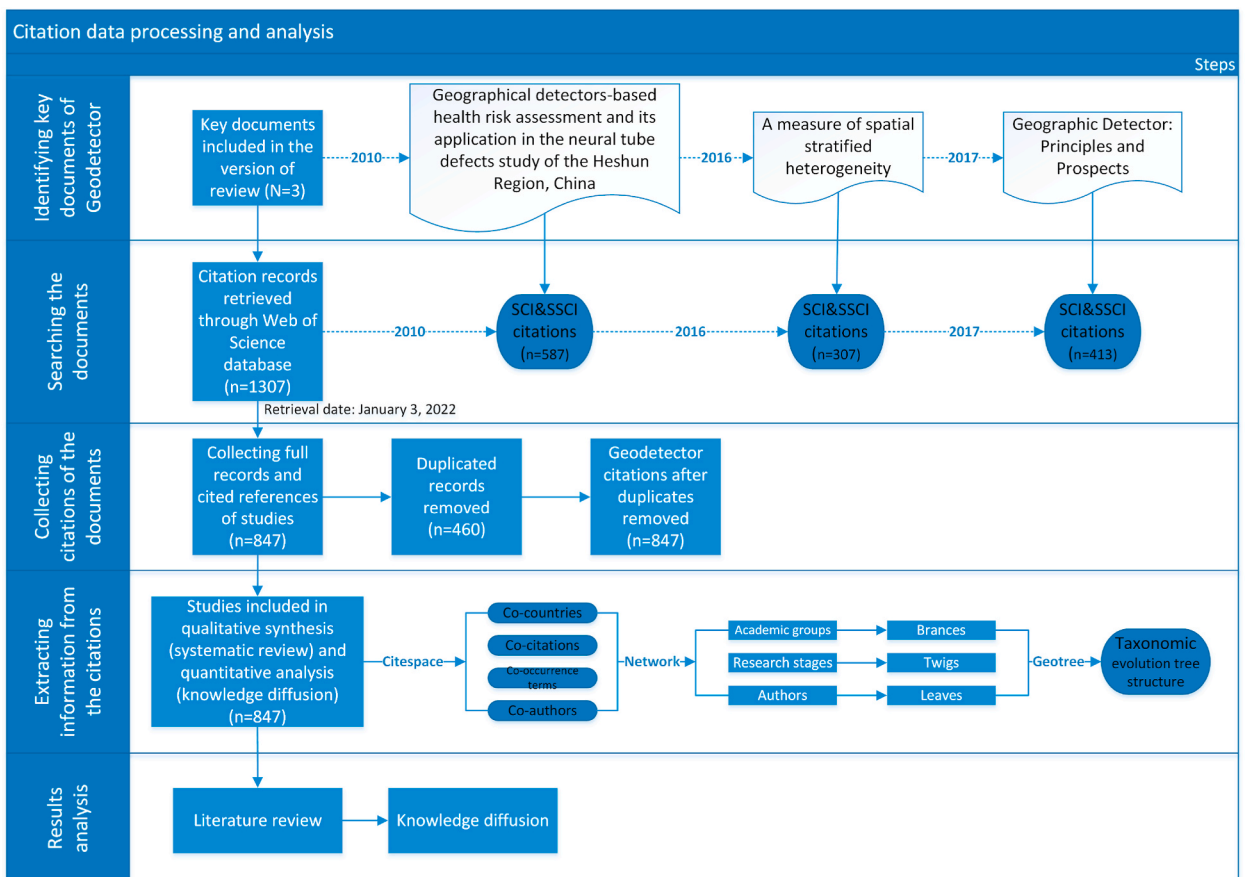 Citation data processing and analysis
Steps
Identifying key
documents of
Geodetector
Key documents
included in the
version of
review (N=3)
2010
Geographical detectors-based
health risk assessment and its
application in the neural tube
defects study of the Heshun
Region, China
2016
A measure of spatial
stratified
heterogeneity
2017
Geographic Detector:
Principles and
Prospects
Searching the
documents
Citation records
retrieved
through Web of
Science
database
(n=1307)
2010
SCI&SSCI
citations
(n=587)
2016
SCI&SSCI
citations
(n=307)
2017
SCI&SSCI
citations
(n=413)
Retrieval date: January 3, 2022
Collecting
citations of the
documents
Collecting full
records and
cited references
of studies
(n=847)
Duplicated
records
removed
(n=460)
Geodetector
citations after
duplicates
removed
(n=847)
Extracting
information from
the citations
Studies included in
qualitative synthesis
(systematic review) and
quantitative analysis
(knowledge diffusion)
(n=847)
Citespace
Co-countries
Co-citations
Co-occurrence
terms
Co-authors
Network
Academic groups
Research stages
Authors
Brances
Twigs
Leaves
Geotree
Taxonomic
evolution tree
structure
Results
analysis
Literature review
Knowledge diffusion